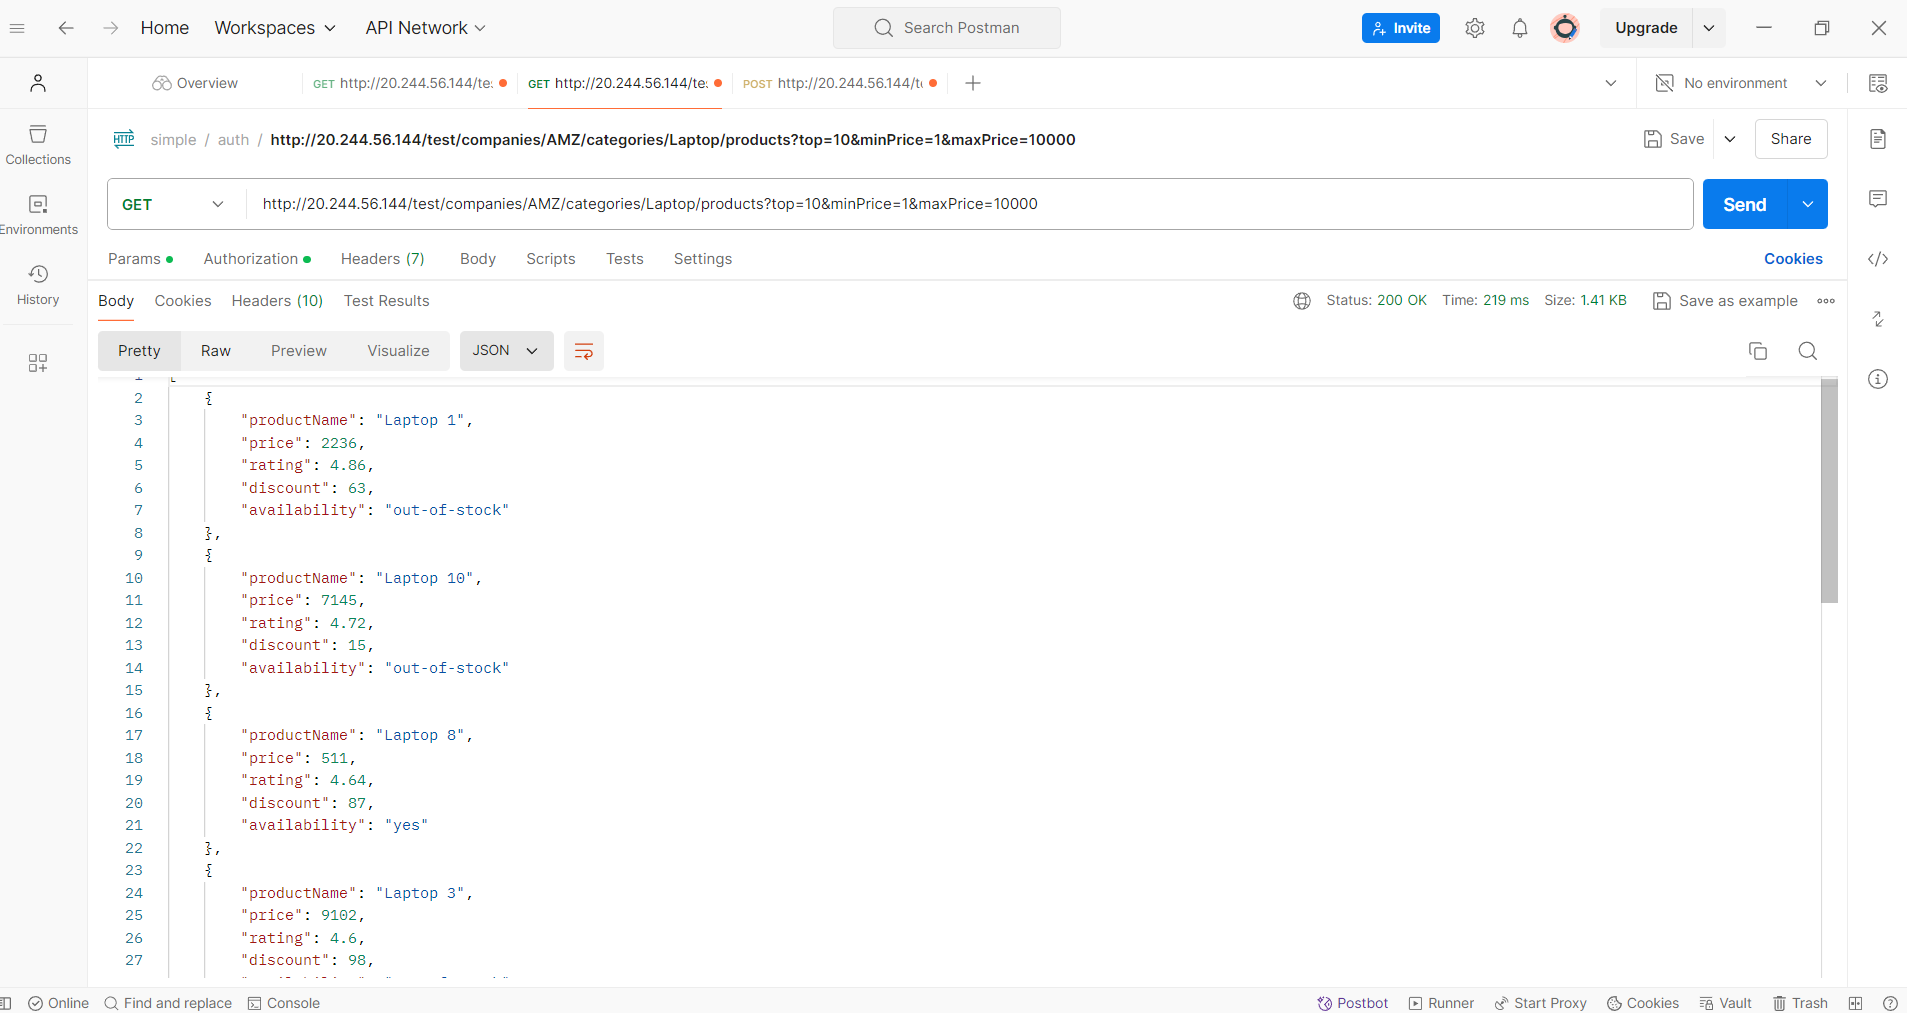 Home Workspaces API Network Search Postman Invite Upgrade
Overview GET http://20.244.56.144/te: GET http://20.244.56.144/te: POST http://20.244.56.144/t No environment
HTTP simple / auth / http://20.244.56.144/test/companies/AMZ/categories/Laptop/products?top=10&minPrice=1&maxPrice=10000 Save Share
Collections
GET http://20.244.56.144/test/companies/AMZ/categories/Laptop/products?top=10&minPrice=1&maxPrice=10000 Send
Environments
Params Authorization Headers (7) Body Scripts Tests Settings Cookies
History
Body Cookies Headers (10) Test Results Status: 200 OK Time: 219 ms Size: 1.41 KB Save as example
Pretty Raw Preview Visualize JSON
1 [
2 {
3 "productName": "Laptop 1",
4 "price": 2236,
5 "rating": 4.86,
6 "discount": 63,
7 "availability": "out-of-stock"
8 },
9 {
10 "productName": "Laptop 10",
11 "price": 7145,
12 "rating": 4.72,
13 "discount": 15,
14 "availability": "out-of-stock"
15 },
16 {
17 "productName": "Laptop 8",
18 "price": 511,
19 "rating": 4.64,
20 "discount": 87,
21 "availability": "yes"
22 },
23 {
24 "productName": "Laptop 3",
25 "price": 9102,
26 "rating": 4.6,
27 "discount": 98,
Online Find and replace Console Postbot Runner Start Proxy Cookies Vault Trash